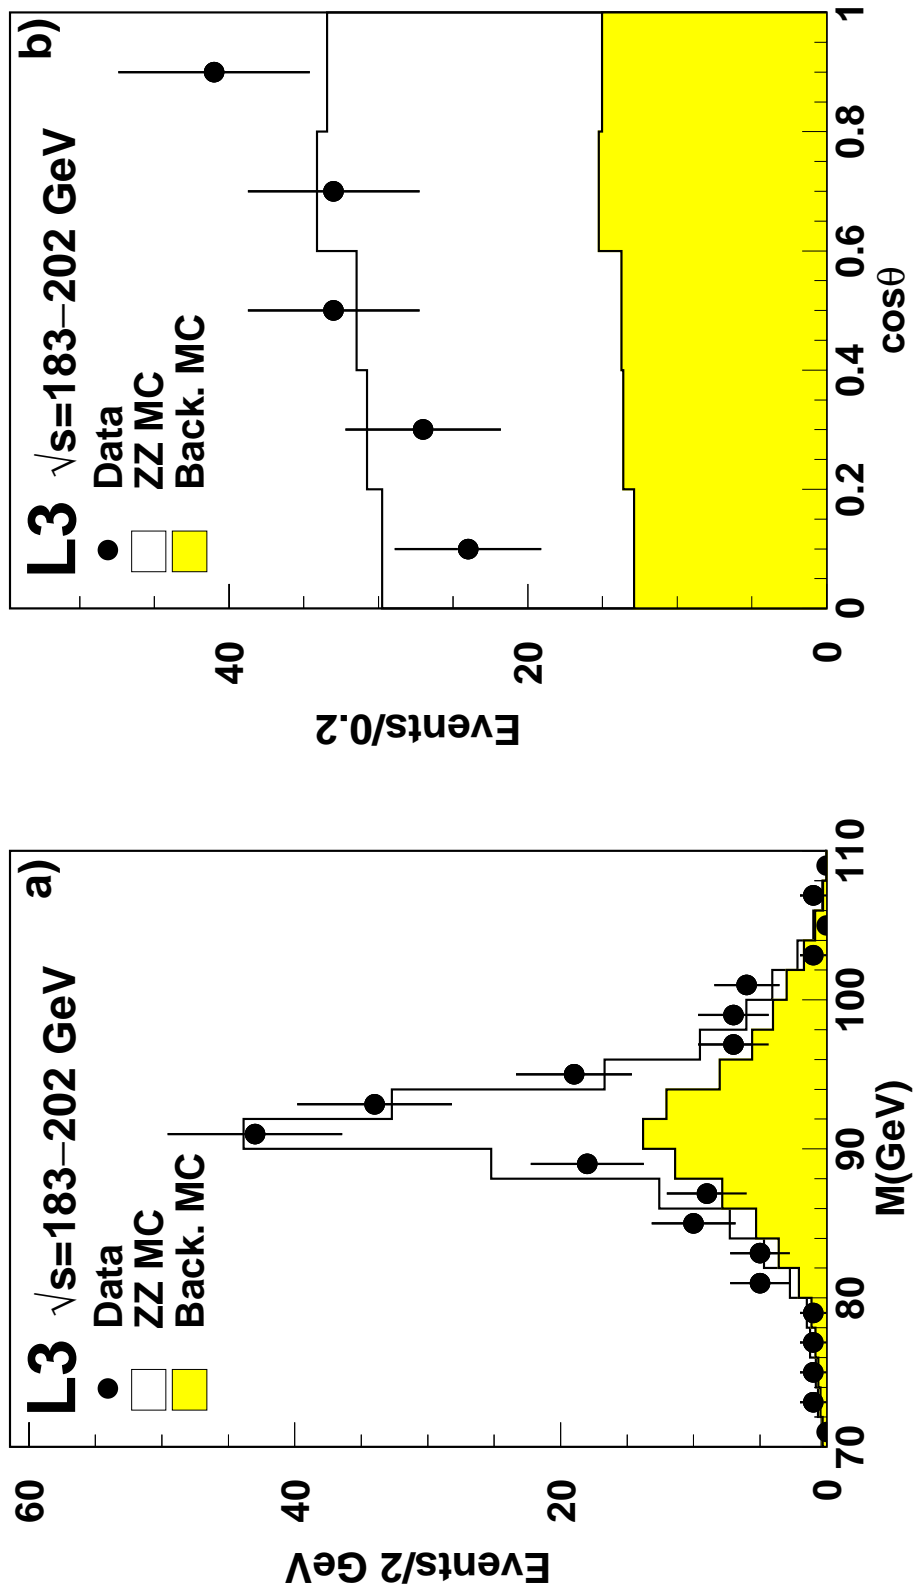 L3 √s=183–202 GeV
a)
Data
ZZ MC
Back. MC
Events/2 GeV
0
20
40
60
70
80
90
100
110
M(GeV)
L3 √s=183–202 GeV
b)
Data
ZZ MC
Back. MC
Events/0.2
0
20
40
0
0.2
0.4
0.6
0.8
1
cosθ